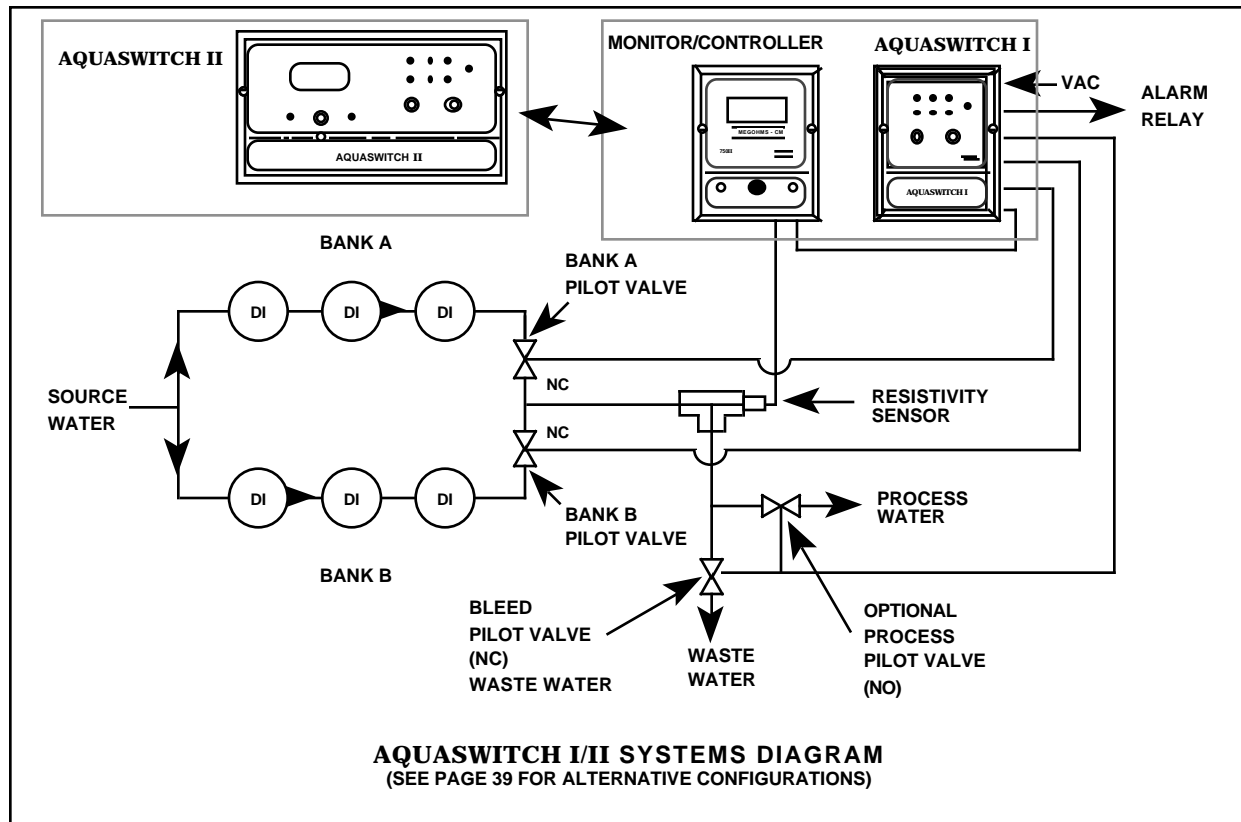 AQUASWITCH II
AQUASWITCH II
MONITOR/CONTROLLER
MEGOHMS - CM
750II
AQUASWITCH I
AQUASWITCH I
VAC
ALARM
RELAY
BANK A
BANK A
PILOT VALVE
DI
DI
DI
NC
SOURCE
WATER
NC
RESISTIVITY
SENSOR
DI
DI
DI
BANK B
PILOT VALVE
BANK B
PROCESS
WATER
BLEED
PILOT VALVE
(NC)
WASTE WATER
WASTE
WATER
OPTIONAL
PROCESS
PILOT VALVE
(NO)
AQUASWITCH I/II SYSTEMS DIAGRAM
(SEE PAGE 39 FOR ALTERNATIVE CONFIGURATIONS)